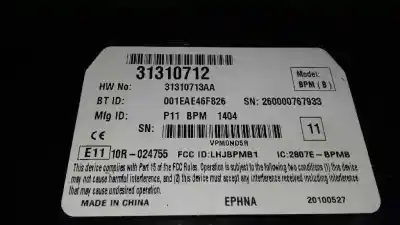 31310712
Model:
BPM (B)
HW No: 31310713AA
BT ID: 001EAE46F826 SN: 260000767933
Mfg ID: P11 BPM 1404
SN:
VPMDND5R
11
CE
E11 10R-024755 FCC ID:LHJBPMB1 IC:2807E-BPMB
This device complies with Part 15 of the FCC Rules. Operation is subject to the following two conditions: (1) this device
may not cause harmful interference, and (2) this device must accept any interference received including interference
that may cause undesired operation.
MADE IN CHINA EPHNA 20100527